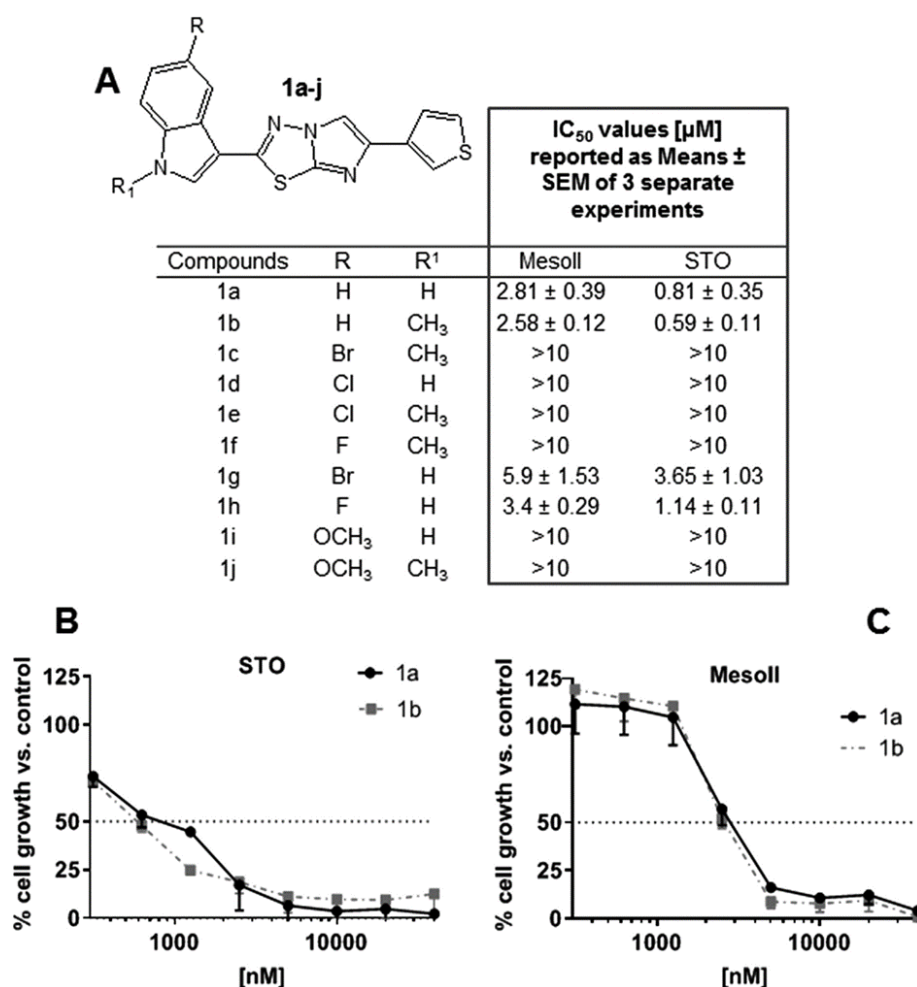 A
1a-j
R
N
R₁
N
N
S
N
S
IC₅₀ values [µM]
reported as Means ±
SEM of 3 separate
experiments
Compounds R R¹ Mesoll STO
1a H H 2.81 ± 0.39 0.81 ± 0.35
1b H CH₃ 2.58 ± 0.12 0.59 ± 0.11
1c Br CH₃ >10 >10
1d Cl H >10 >10
1e Cl CH₃ >10 >10
1f F CH₃ >10 >10
1g Br H 5.9 ± 1.53 3.65 ± 1.03
1h F H 3.4 ± 0.29 1.14 ± 0.11
1i OCH₃ H >10 >10
1j OCH₃ CH₃ >10 >10
B
STO
1a
1b
% cell growth vs. control
125
100
50
25
0
1000 10000
[nM]
C
Mesoll
1a
1b
% cell growth vs. control
125
100
50
25
0
1000 10000
[nM]